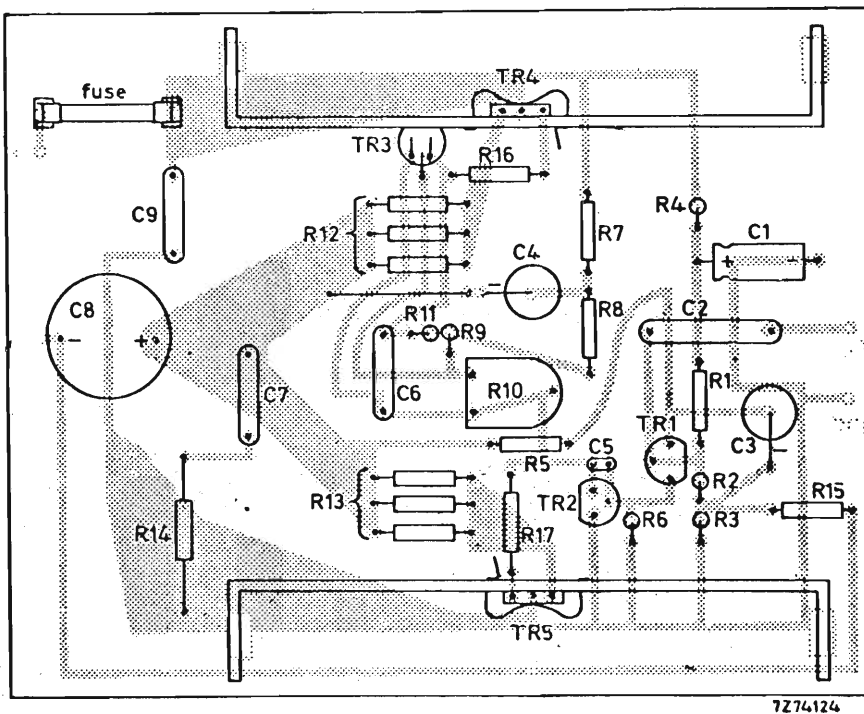 fuse
TR4
TR3
R16
C9
R4
R12
R7
C1
+ -
C4
-
C8
- +
R8
C2
R11
R9
C7
C6
R10
R1
TR1
C3
-
R5
C5
R2
R13
TR2
R15
R14
R17
R6
R3
TR5
7Z74124